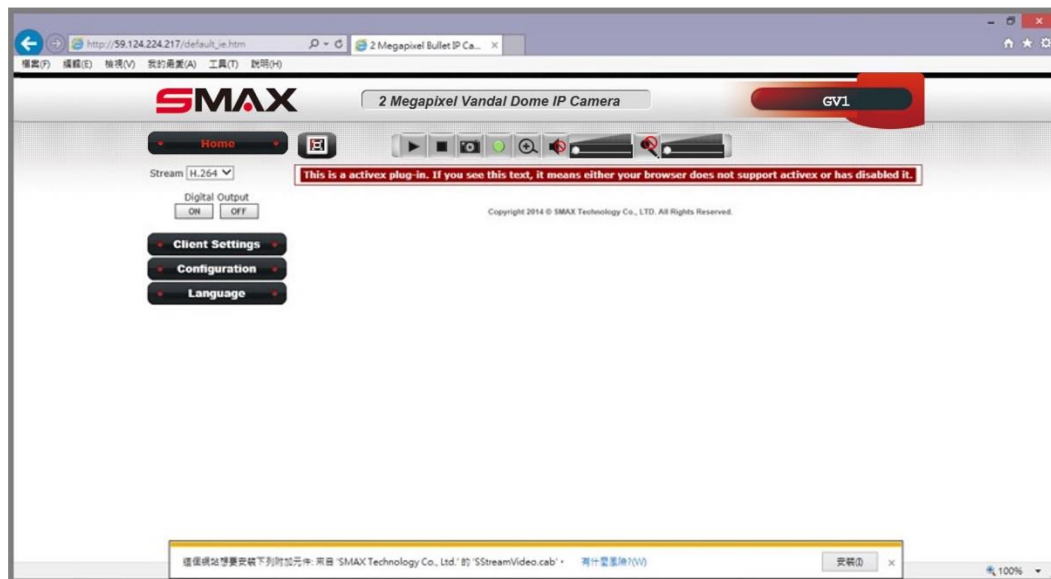 http://59.124.224.217/default_ie.htm
2 Megapixel Bullet IP Ca...
檔案(F) 編輯(E) 檢視(V) 我的最愛(A) 工具(T) 說明(H)
SMAX
2 Megapixel Vandal Dome IP Camera
GV1
Home
Stream H.264
This is a activex plug-in. If you see this text, it means either your browser does not support activex or has disabled it.
Digital Output
ON OFF
Copyright 2014 © SMAX Technology Co., LTD. All Rights Reserved.
Client Settings
Configuration
Language
這個網站想要安裝下列附加元件: 來自 'SMAX Technology Co., Ltd.' 的 'SStreamVideo.cab'。 有什麼風險?(W) 安裝(I)
100%